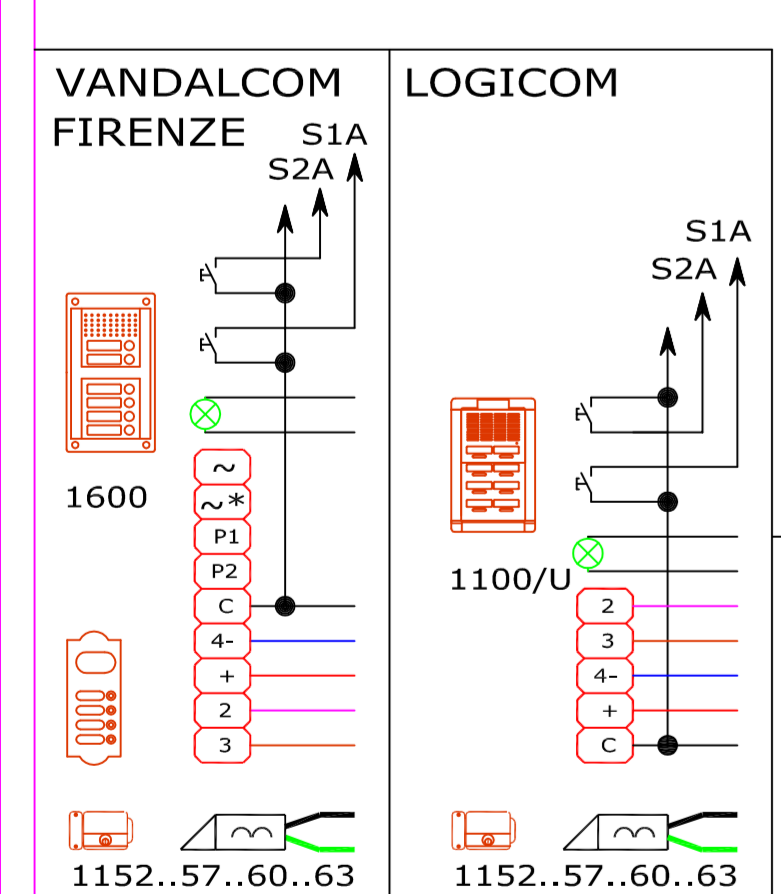 VANDALCOM
FIRENZE
S1A
S2A
1600
~
~*
P1
P2
C
4-
+
2
3
1152..57..60..63
LOGICOM
S1A
S2A
1100/U
2
3
4-
+
C
1152..57..60..63